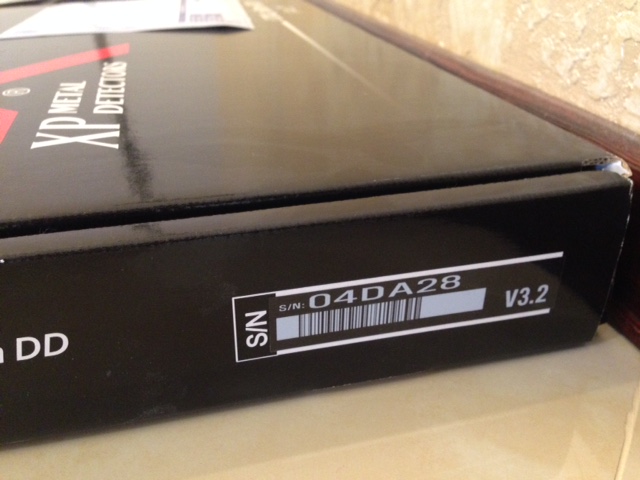 ®
XP METAL
DETECTORS
DD
S/N
S/N: 04DA28
V3.2